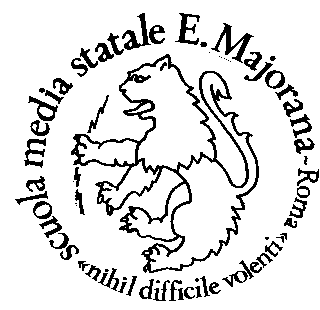 scuola media statale E. Majorana ~ Roma
«nihil difficile volenti»